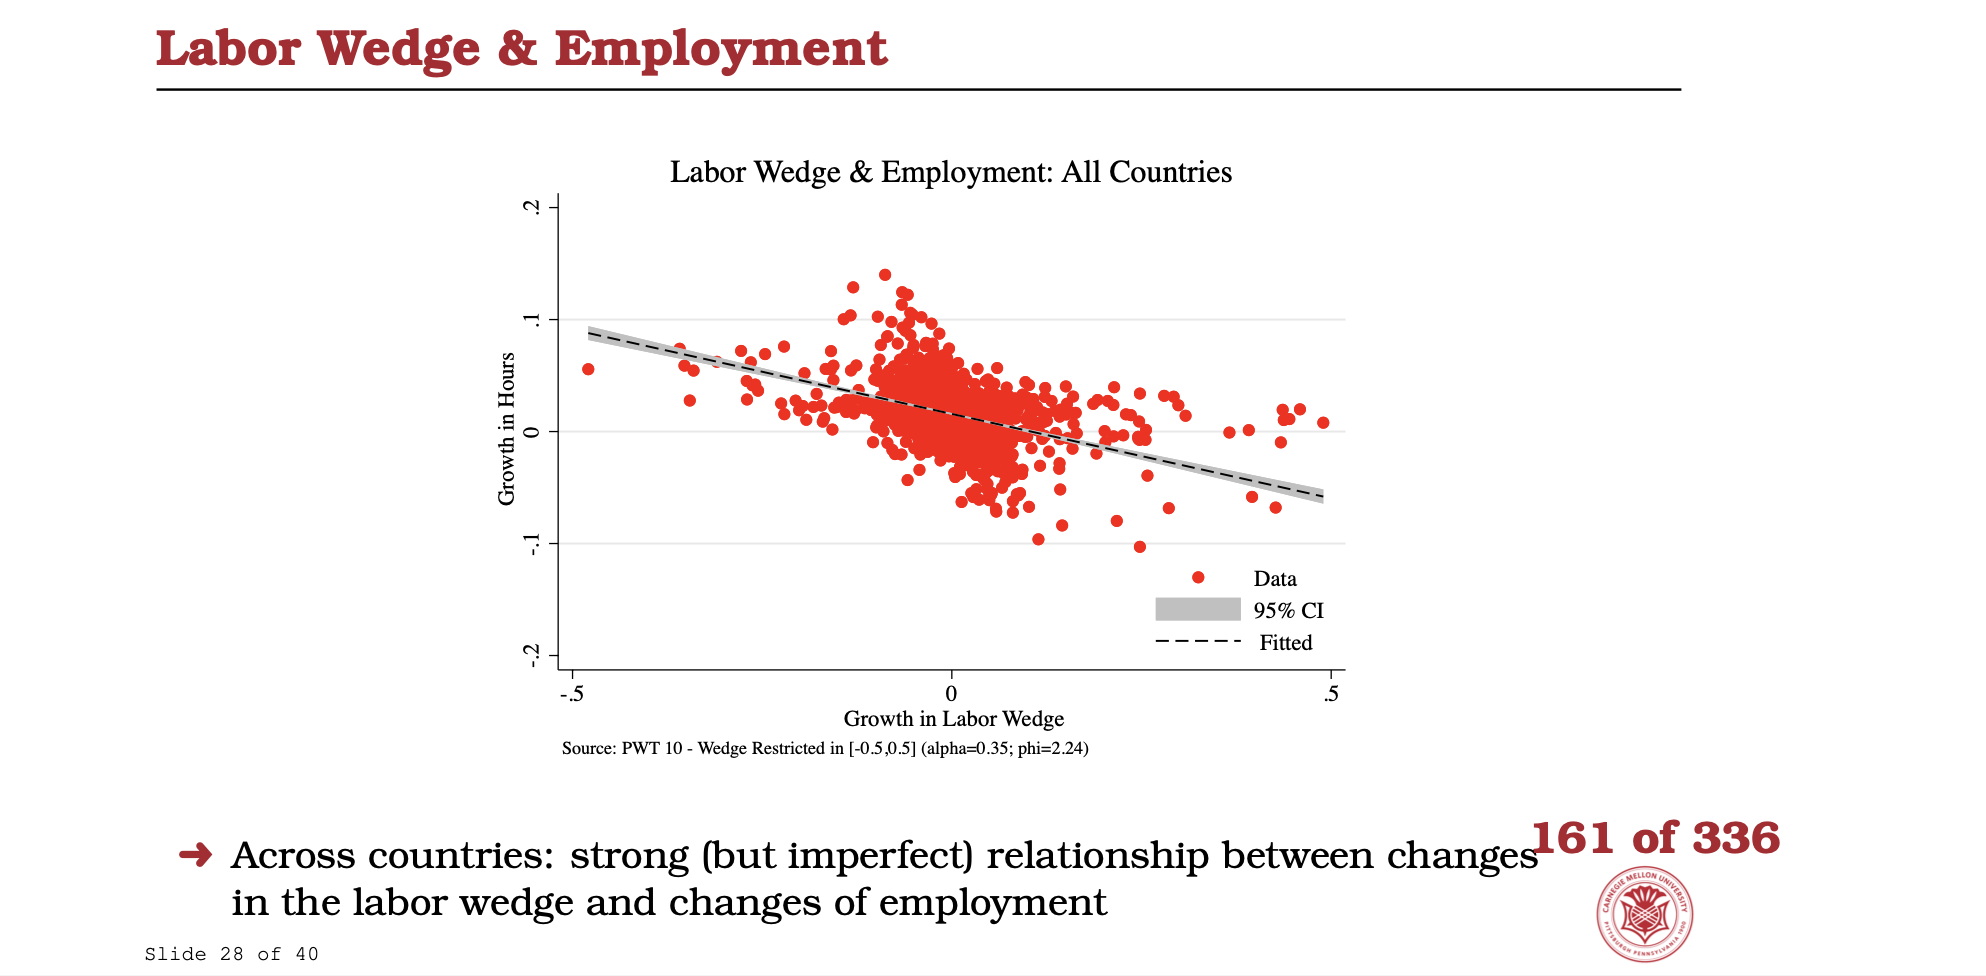 Labor Wedge & Employment
Labor Wedge & Employment: All Countries
.2
.1
0
-.1
-.2
Growth in Hours
Data
95% CI
Fitted
-.5 0 .5
Growth in Labor Wedge
Source: PWT 10 - Wedge Restricted in [-0.5,0.5] (alpha=0.35; phi=2.24)
➜ Across countries: strong (but imperfect) relationship between changes
in the labor wedge and changes of employment
161 of 336
CARNEGIE MELLON UNIVERSITY
PITTSBURGH PENNSYLVANIA 1900
Slide 28 of 40